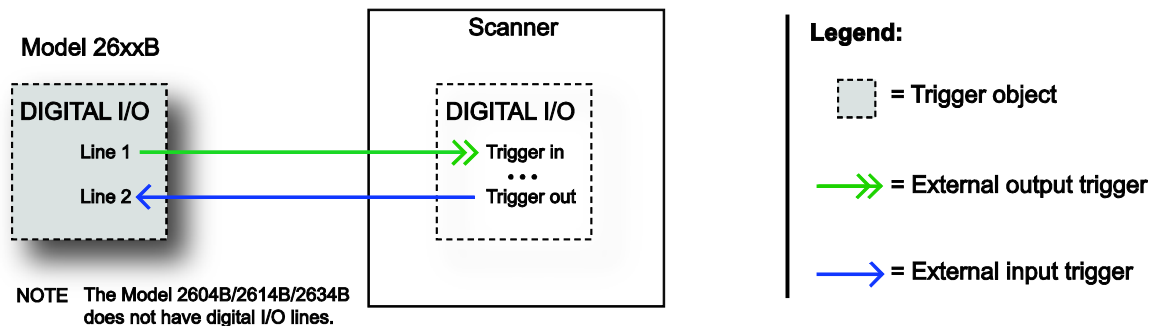 Model 26xxB
DIGITAL I/O
Line 1
Line 2
NOTE The Model 2604B/2614B/2634B
does not have digital I/O lines.
Scanner
DIGITAL I/O
Trigger in
•••
Trigger out
Legend:
= Trigger object
= External output trigger
= External input trigger